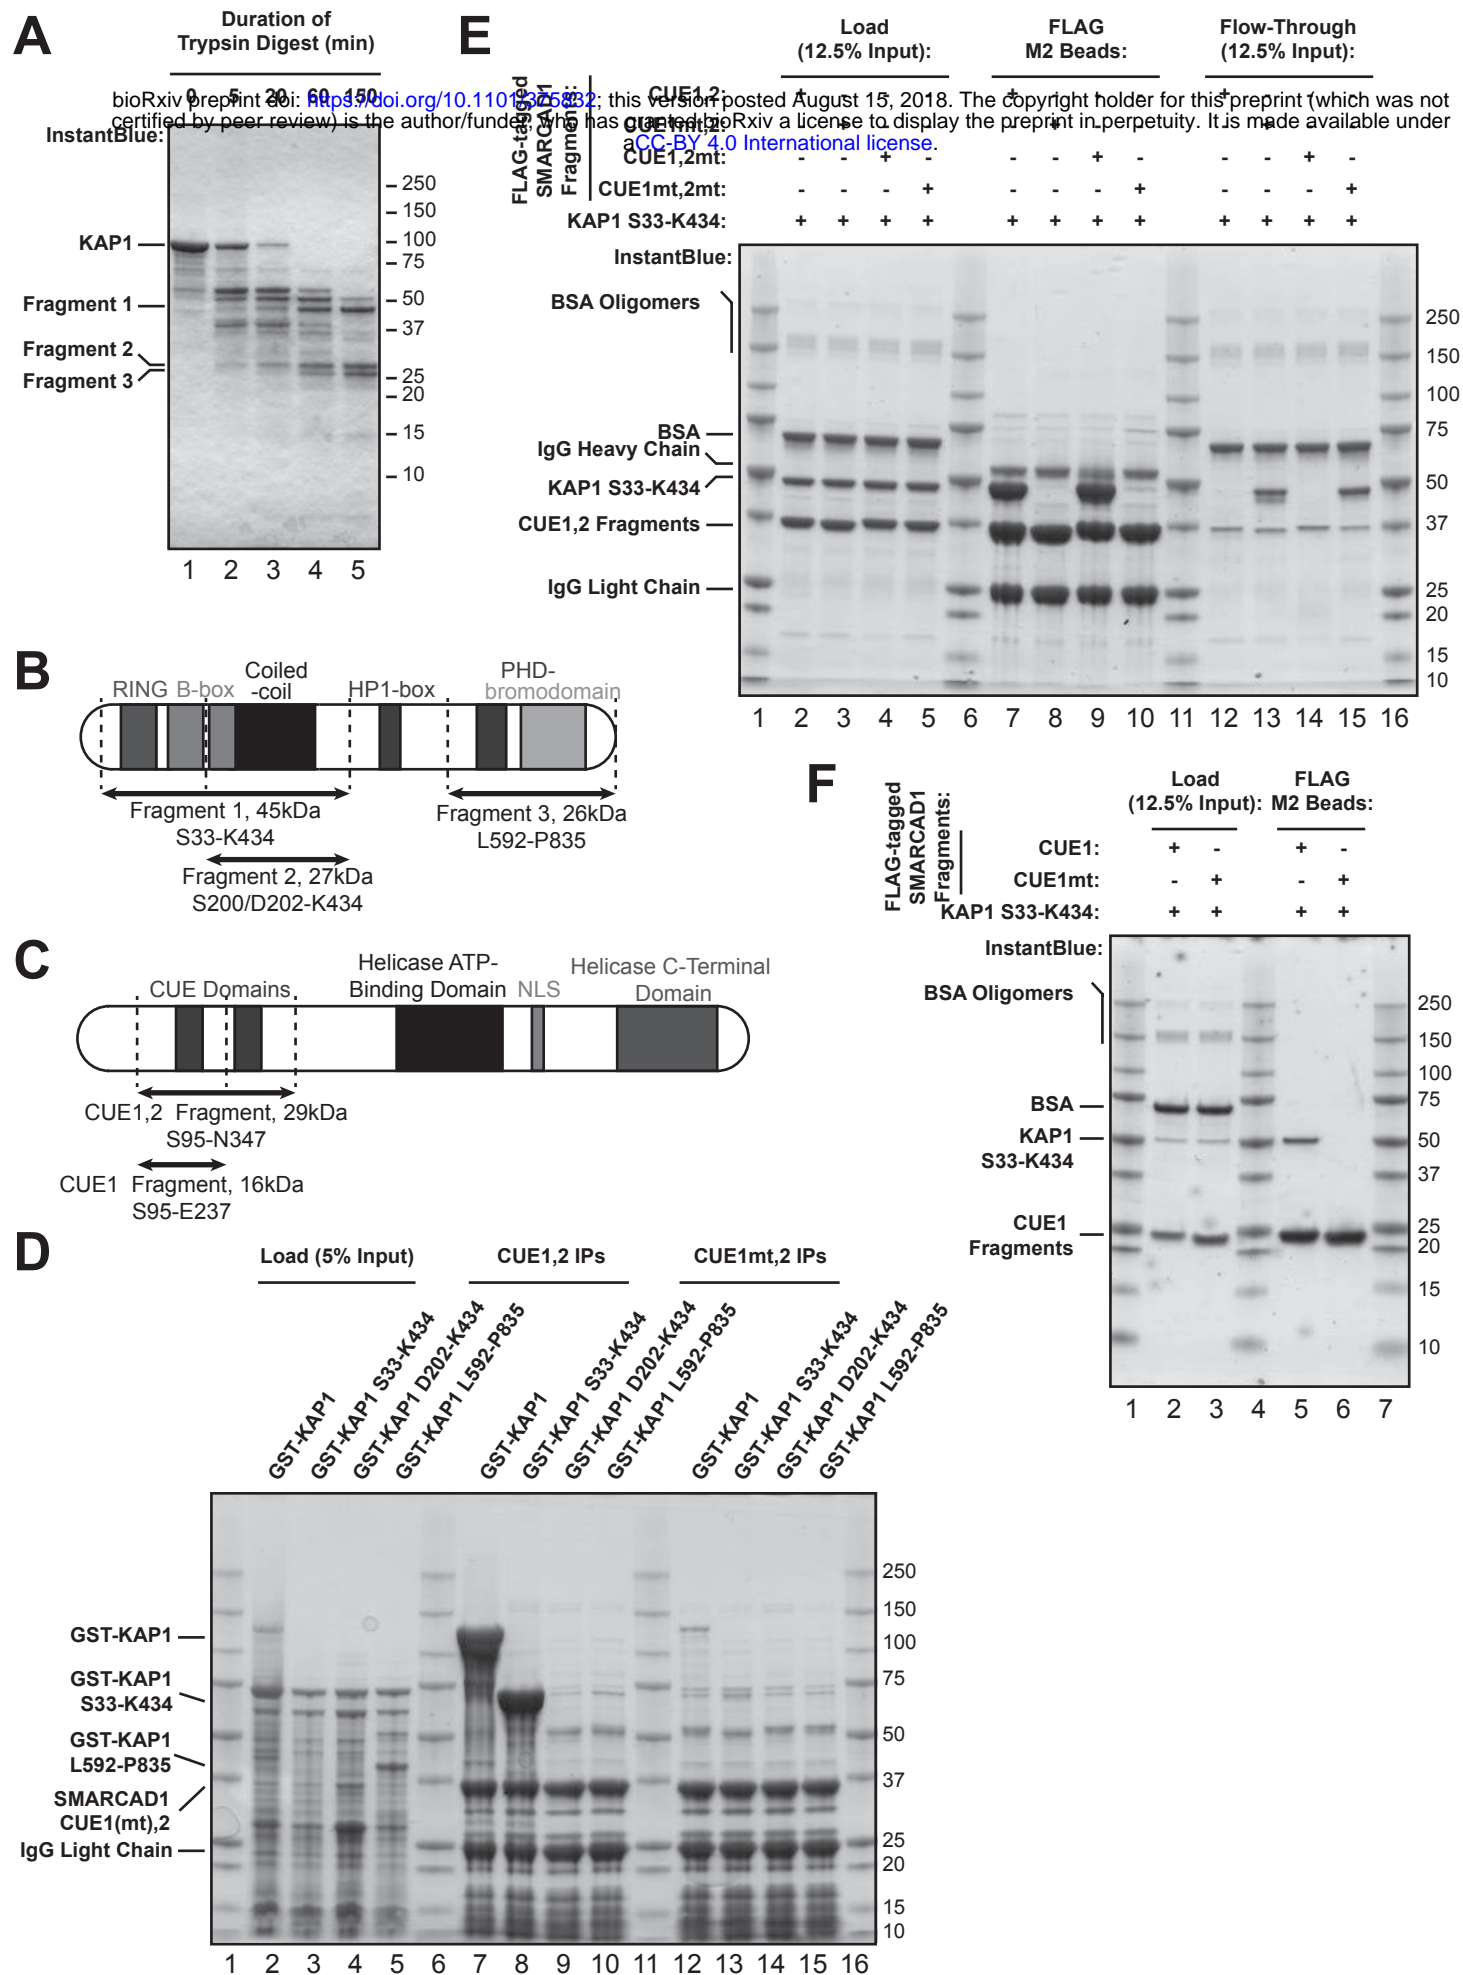 A
Duration of
Trypsin Digest (min)
0 5 20 60 150
InstantBlue:
250
150
100
75
50
37
25
20
15
10
KAP1
Fragment 1
Fragment 2
Fragment 3
1 2 3 4 5
bioRxiv preprint doi: https://doi.org/10.1101/375832; this version posted August 15, 2018. The copyright holder for this preprint (which was not
certified by peer review) is the author/funder, who has granted bioRxiv a license to display the preprint in perpetuity. It is made available under
aCC-BY 4.0 International license.
B
RING B-box Coiled
-coil HP1-box PHD-
bromodomain
Fragment 1, 45kDa
S33-K434
Fragment 2, 27kDa
S200/D202-K434
Fragment 3, 26kDa
L592-P835
C
CUE Domains
Helicase ATP-
Binding Domain
NLS
Helicase C-Terminal
Domain
CUE1,2 Fragment, 29kDa
S95-N347
CUE1 Fragment, 16kDa
S95-E237
D
Load (5% Input) CUE1,2 IPs CUE1mt,2 IPs
GST-KAP1
GST-KAP1 S33-K434
GST-KAP1 D202-K434
GST-KAP1 L592-P835
GST-KAP1
GST-KAP1 S33-K434
GST-KAP1 D202-K434
GST-KAP1 L592-P835
GST-KAP1
GST-KAP1 S33-K434
GST-KAP1 D202-K434
GST-KAP1 L592-P835
GST-KAP1
GST-KAP1
S33-K434
GST-KAP1
L592-P835
SMARCAD1
CUE1(mt),2
IgG Light Chain
250
150
100
75
50
37
25
20
15
10
1 2 3 4 5 6 7 8 9 10 11 12 13 14 15 16
E
Load
(12.5% Input):
FLAG
M2 Beads:
Flow-Through
(12.5% Input):
FLAG-tagged
SMARCAD1
Fragments:
CUE1,2: + - - - + - - - + - - -
CUE1mt,2: - + - - - + - - - + - -
CUE1,2mt: - - + - - - + - - - + -
CUE1mt,2mt: - - - + - - - + - - - +
KAP1 S33-K434: + + + + + + + + + + + +
InstantBlue:
BSA Oligomers
BSA
IgG Heavy Chain
KAP1 S33-K434
CUE1,2 Fragments
IgG Light Chain
250
150
100
75
50
37
25
20
15
10
1 2 3 4 5 6 7 8 9 10 11 12 13 14 15 16
F
Load
(12.5% Input):
FLAG
M2 Beads:
FLAG-tagged
SMARCAD1
Fragments:
CUE1: + - + -
CUE1mt: - + - +
KAP1 S33-K434: + + + +
InstantBlue:
BSA Oligomers
BSA
KAP1
S33-K434
CUE1
Fragments
250
150
100
75
50
37
25
20
15
10
1 2 3 4 5 6 7